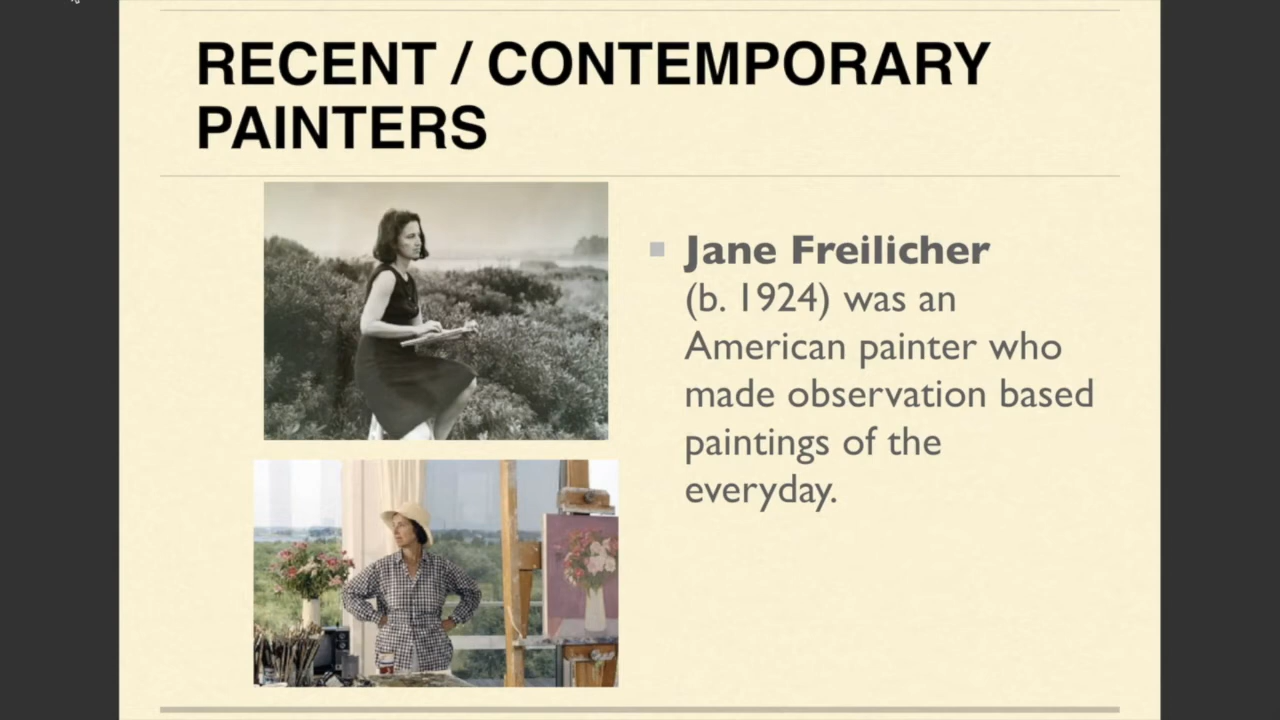 RECENT / CONTEMPORARY
PAINTERS
Jane Freilicher
(b. 1924) was an
American painter who
made observation based
paintings of the
everyday.